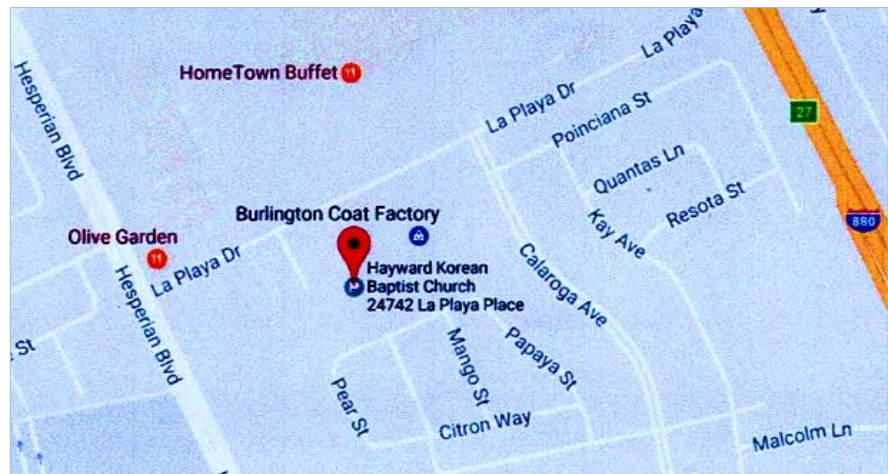 La Playa
HomeTown Buffet
La Playa Dr
Hesperian Blvd
Poinciana St
27
Quantas Ln
Resota St
Burlington Coat Factory
880
Kay Ave
Olive Garden
La Playa Dr
Hayward Korean
Baptist Church
24742 La Playa Place
Calaroga Ave
Hesperian Blvd
St
Mango St
Papaya St
Pear St
Citron Way
Malcolm Ln